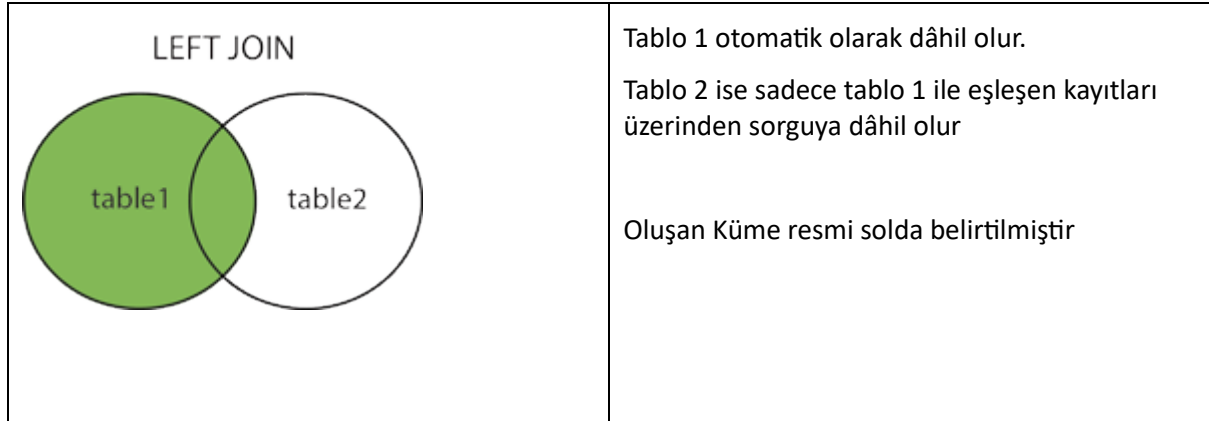 LEFT JOIN
table1
table2
Tablo 1 otomatik olarak dâhil olur.
Tablo 2 ise sadece tablo 1 ile eşleşen kayıtları
üzerinden sorguya dâhil olur
Oluşan Küme resmi solda belirtilmiştir